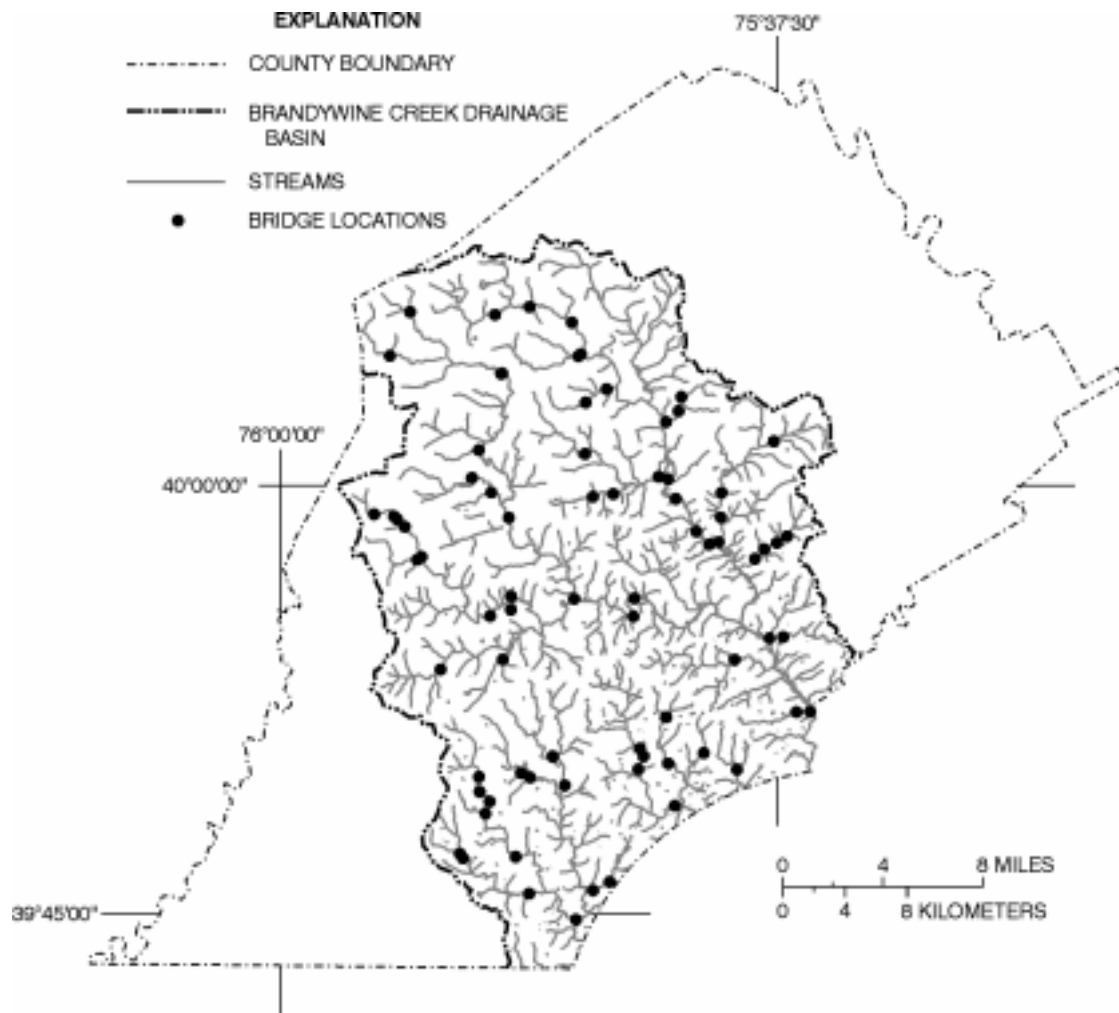 EXPLANATION
75°37'30"
COUNTY BOUNDARY
BRANDYWINE CREEK DRAINAGE
BASIN
STREAMS
BRIDGE LOCATIONS
76°00'00"
40°00'00"
0 4 8 MILES
0 4 8 KILOMETERS
39°45'00"